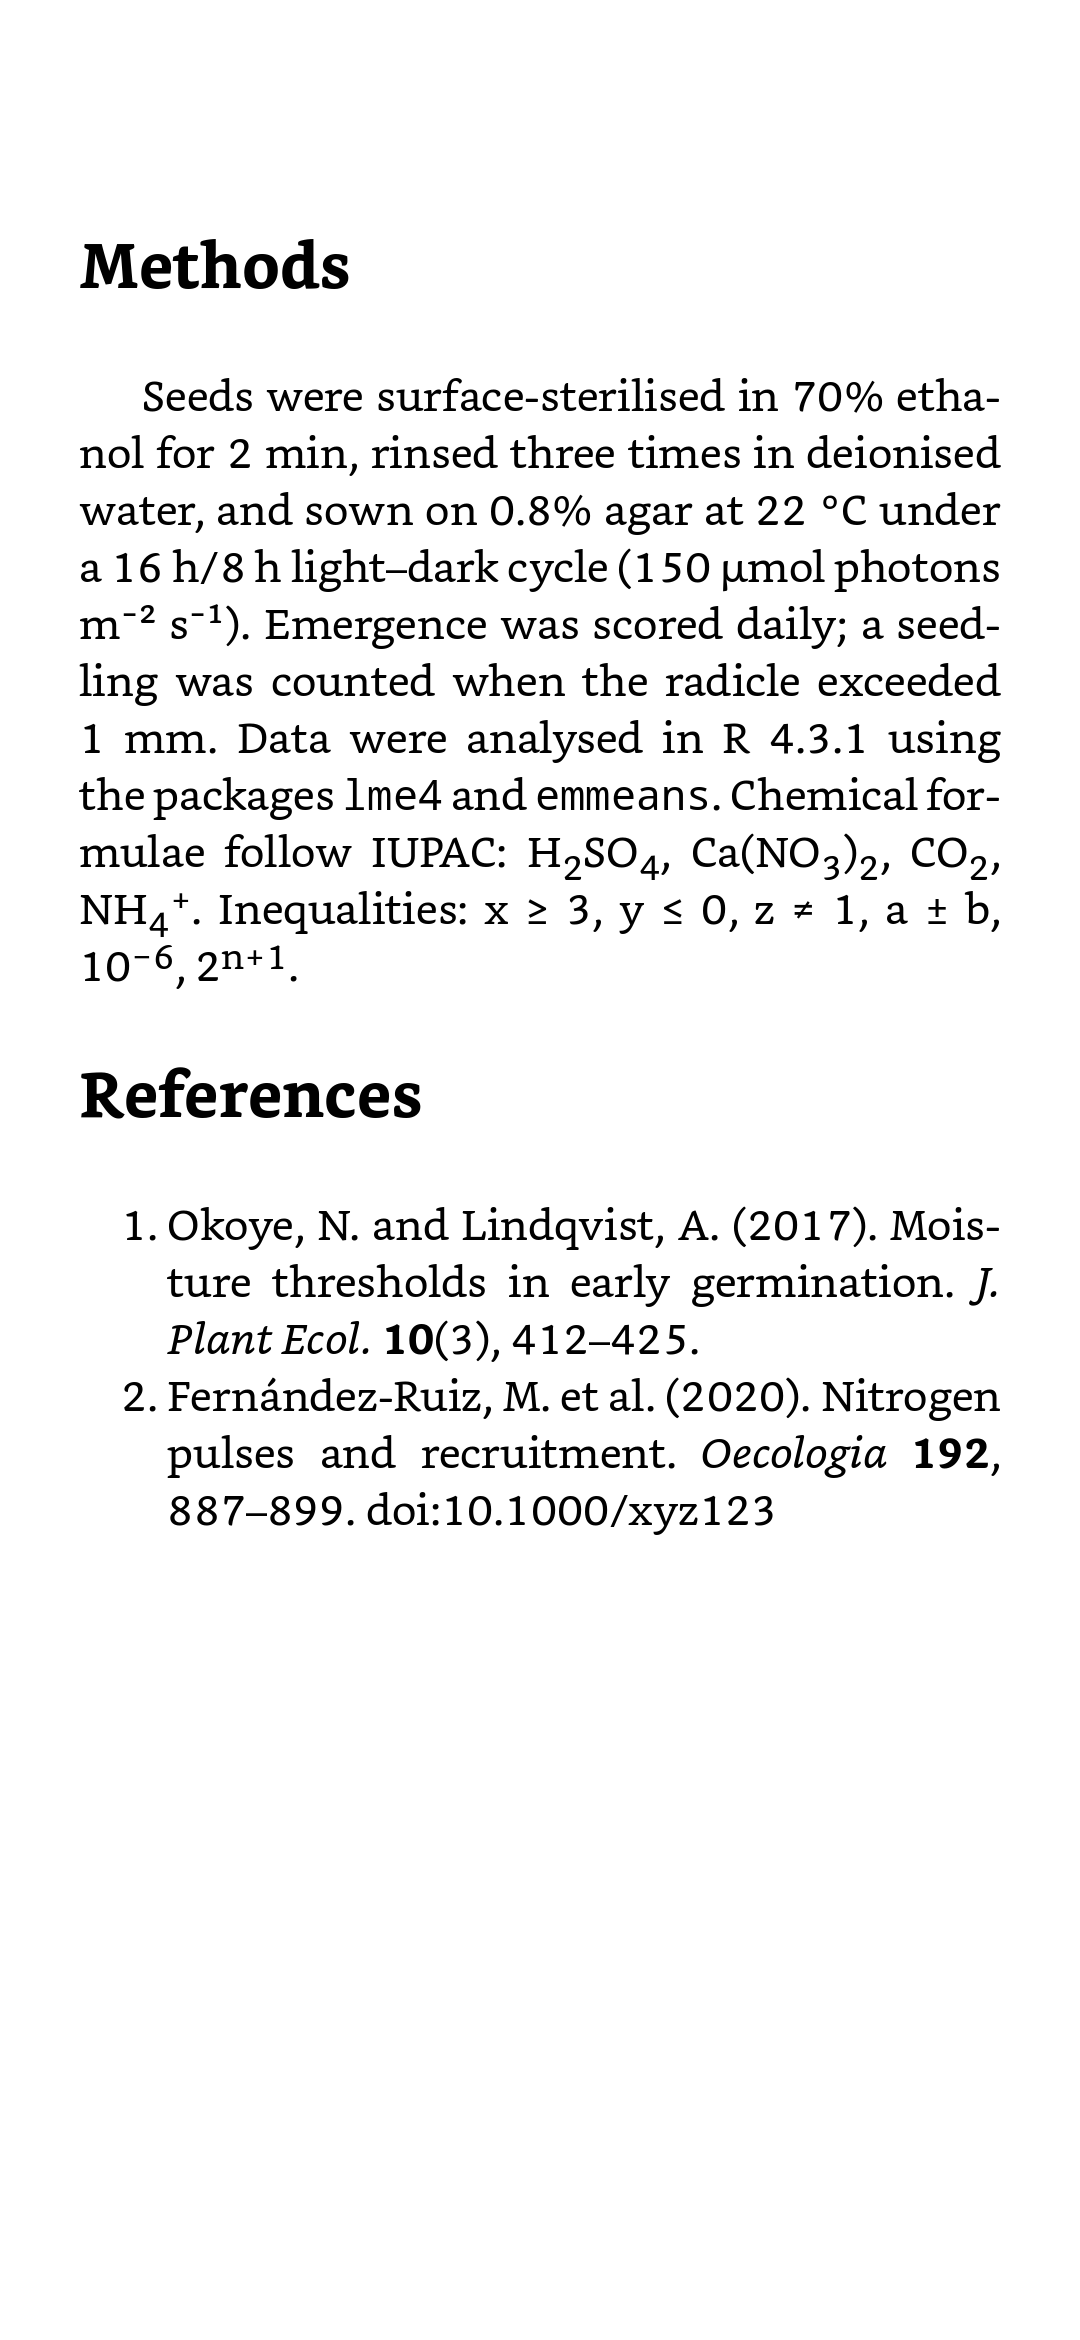 Methods
Seeds were surface-sterilised in 70% etha-
nol for 2 min, rinsed three times in deionised
water, and sown on 0.8% agar at 22 °C under
a 16 h/8 h light–dark cycle (150 µmol photons
m⁻² s⁻¹). Emergence was scored daily; a seed-
ling was counted when the radicle exceeded
1 mm. Data were analysed in R 4.3.1 using
the packages lme4 and emmeans. Chemical for-
mulae follow IUPAC: H₂SO₄, Ca(NO₃)₂, CO₂,
NH₄⁺. Inequalities: x ≥ 3, y ≤ 0, z ≠ 1, a ± b,
10⁻⁶, 2ⁿ⁺¹.
References
1. Okoye, N. and Lindqvist, A. (2017). Mois-
ture thresholds in early germination. J.
Plant Ecol. 10(3), 412–425.
2. Fernández-Ruiz, M. et al. (2020). Nitrogen
pulses and recruitment. Oecologia 192,
887–899. doi:10.1000/xyz123